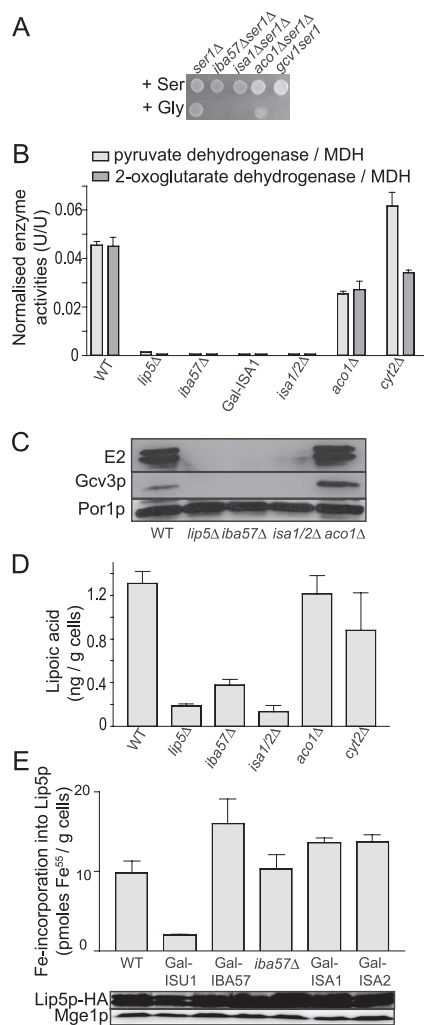 A
ser1Δ
iba57Δser1Δ
isa1Δser1Δ
aco1Δser1Δ
gcv1ser1
+ Ser
+ Gly
B
pyruvate dehydrogenase / MDH
2-oxoglutarate dehydrogenase / MDH
Normalised enzyme
activities (U/U)
0.06
0.04
0.02
0
WT
lip5Δ
iba57Δ
Gal-ISA1
isa1/2Δ
aco1Δ
cyt2Δ
C
E2
Gcv3p
Por1p
WT lip5Δ iba57Δ isa1/2Δ aco1Δ
D
Lipoic acid
(ng / g cells)
1.2
0.8
0.4
0
WT
lip5Δ
iba57Δ
isa1/2Δ
aco1Δ
cyt2Δ
E
Fe-incorporation into Lip5p
(pmoles Fe⁵⁵ / g cells)
20
10
0
WT
Gal-
ISU1
Gal-
IBA57
iba57Δ
Gal-
ISA1
Gal-
ISA2
Lip5p-HA
Mge1p